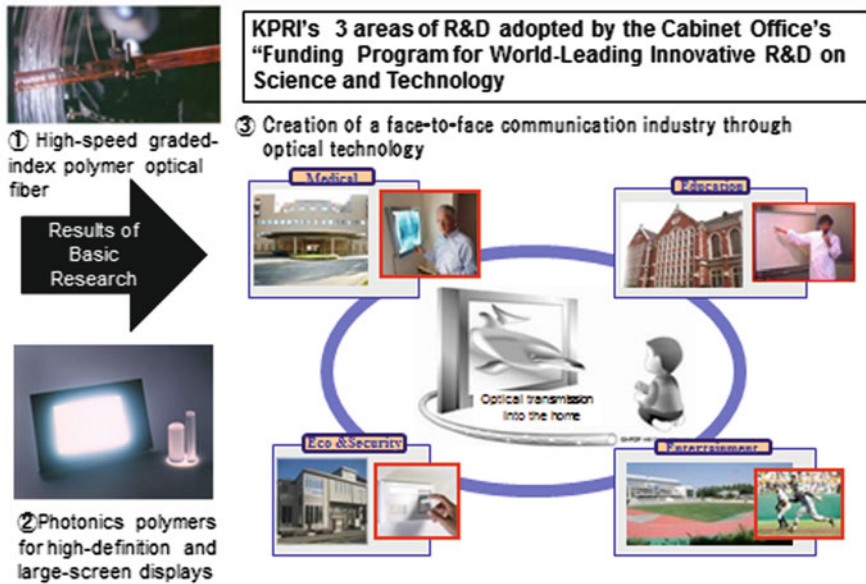 KPRI's 3 areas of R&D adopted by the Cabinet Office's
“Funding Program for World-Leading Innovative R&D on
Science and Technology
① High-speed graded-
index polymer optical
fiber
Results of
Basic
Research
②Photonics polymers
for high-definition and
large-screen displays
③ Creation of a face-to-face communication industry through
optical technology
Medical
Education
Optical transmission
into the home
Eco &Security
Entertainment